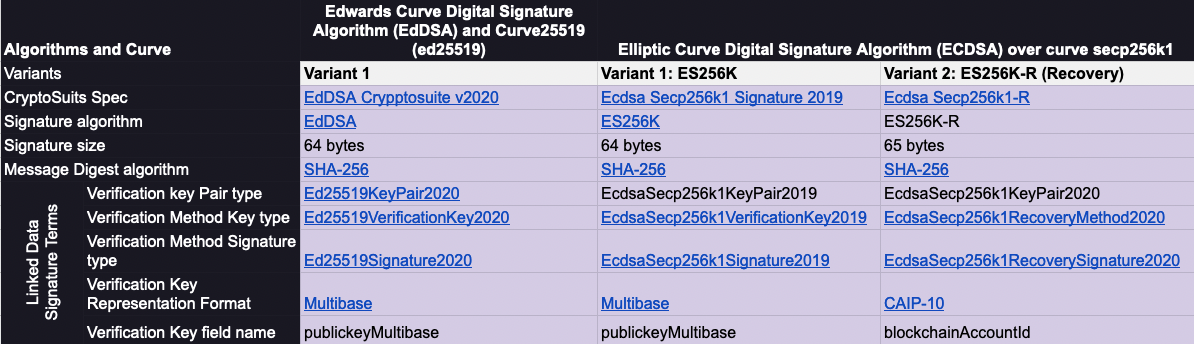 Edwards Curve Digital Signature
Algorithm (EdDSA) and Curve25519
(ed25519)
Algorithms and Curve
Elliptic Curve Digital Signature Algorithm (ECDSA) over curve secp256k1
Variants Variant 1 Variant 1: ES256K Variant 2: ES256K-R (Recovery)
CryptoSuits Spec EdDSA Crypptosuite v2020 Ecdsa Secp256k1 Signature 2019 Ecdsa Secp256k1-R
Signature algorithm EdDSA ES256K ES256K-R
Signature size 64 bytes 64 bytes 65 bytes
Message Digest algorithm SHA-256 SHA-256 SHA-256
Linked Data
Signature Terms
Verification key Pair type Ed25519KeyPair2020 EcdsaSecp256k1KeyPair2019 EcdsaSecp256k1KeyPair2020
Verification Method Key type Ed25519VerificationKey2020 EcdsaSecp256k1VerificationKey2019 EcdsaSecp256k1RecoveryMethod2020
Verification Method Signature
type Ed25519Signature2020 EcdsaSecp256k1Signature2019 EcdsaSecp256k1RecoverySignature2020
Verification Key
Representation Format Multibase Multibase CAIP-10
Verification Key field name publickeyMultibase publickeyMultibase blockchainAccountId